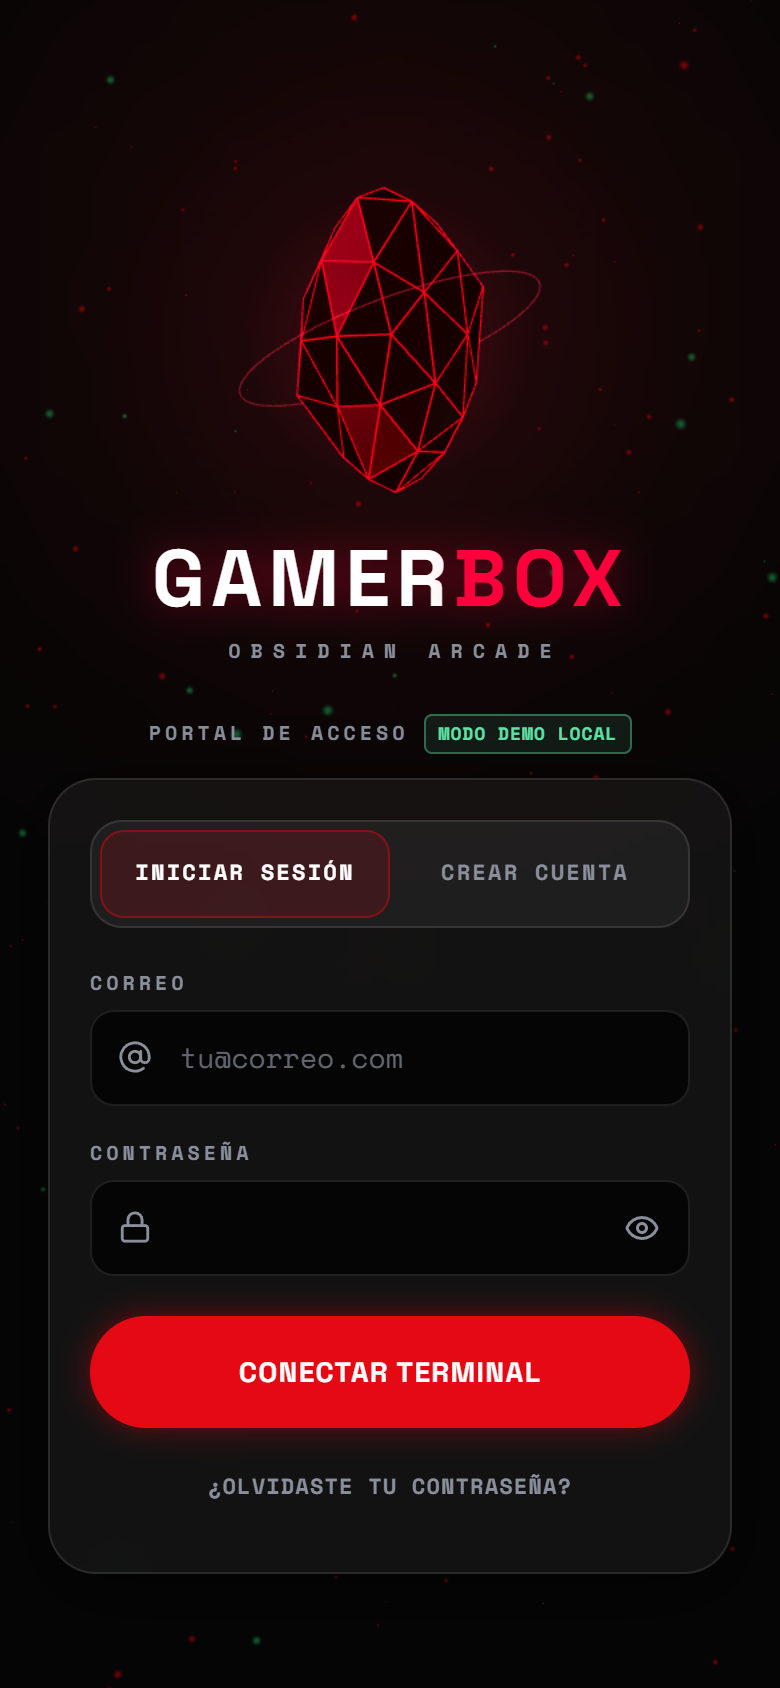 GAMERBOX
OBSIDIAN ARCADE
PORTAL DE ACCESO MODO DEMO LOCAL
INICIAR SESIÓN CREAR CUENTA
CORREO
@ tu@correo.com
CONTRASEÑA
CONECTAR TERMINAL
¿OLVIDASTE TU CONTRASEÑA?